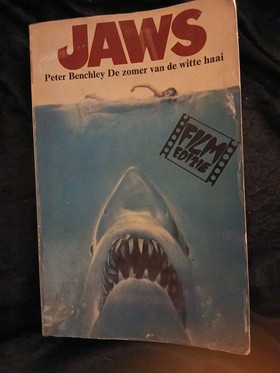 JAWS
Peter Benchley De zomer van de witte haai
FILM
EDITIE